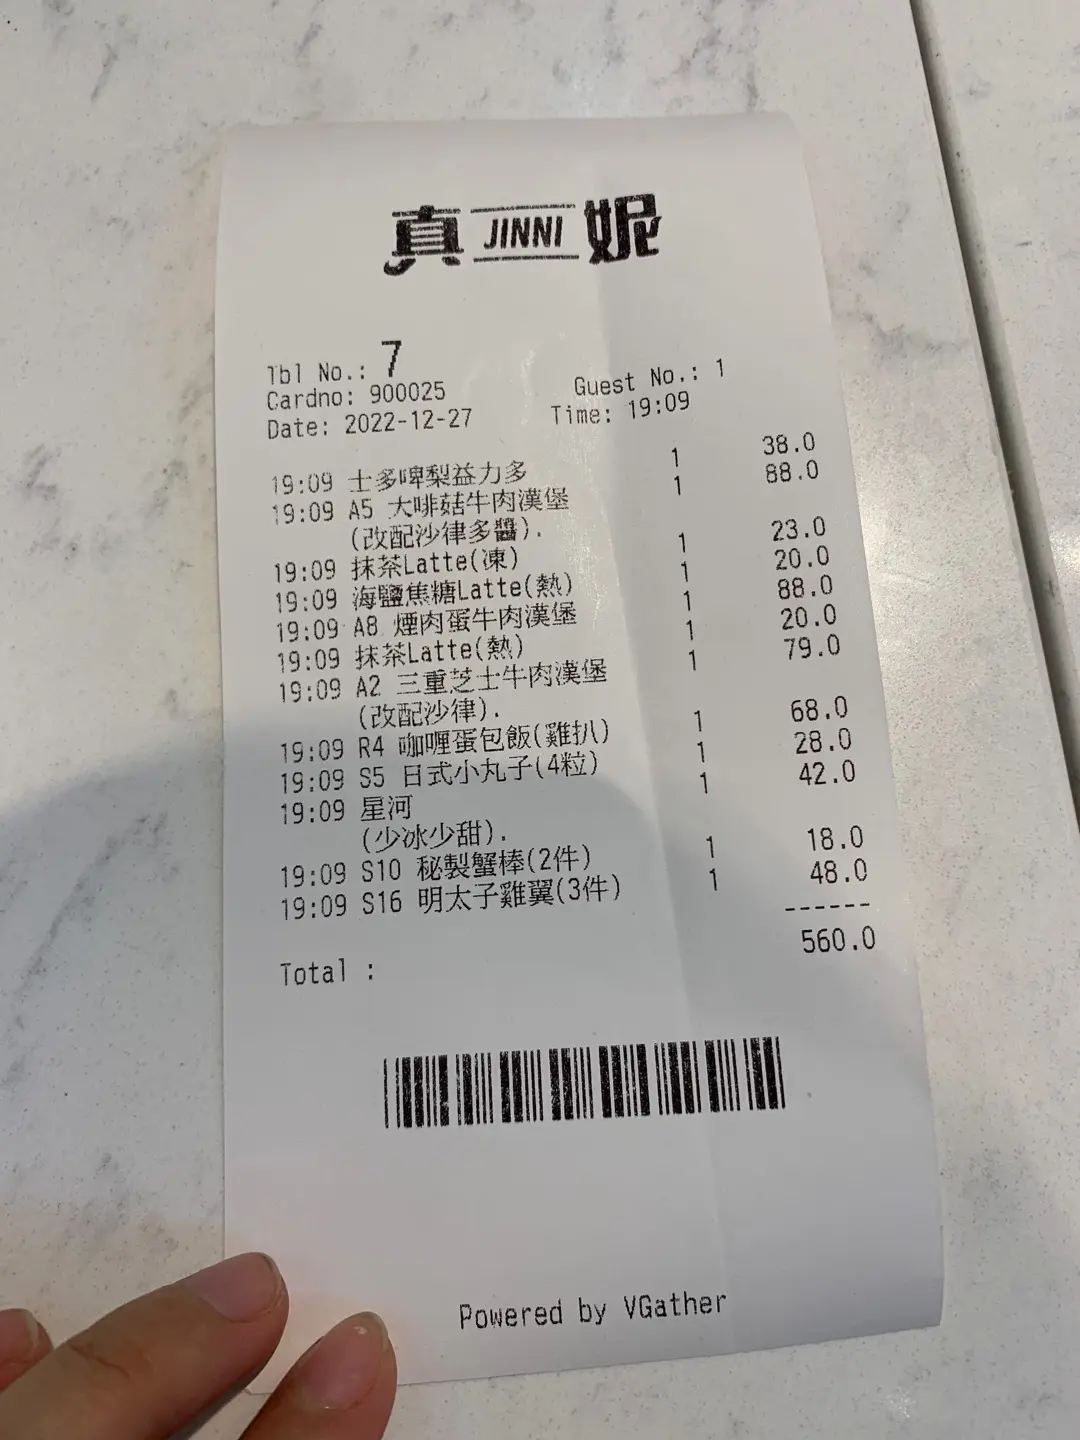 真 JINNI 妮
Tbl No.: 7
Cardno: 900025 Guest No.: 1
Date: 2022-12-27 Time: 19:09
19:09 士多啤梨益力多 1 38.0
19:09 A5 大啡菇牛肉漢堡 1 88.0
(改配沙律多醬).
19:09 抹茶Latte(凍) 1 23.0
19:09 海鹽焦糖Latte(熱) 1 20.0
19:09 A8 煙肉蛋牛肉漢堡 1 88.0
19:09 抹茶Latte(熱) 1 20.0
19:09 A2 三重芝士牛肉漢堡 1 79.0
(改配沙律).
19:09 R4 咖喱蛋包飯(雞扒) 1 68.0
19:09 S5 日式小丸子(4粒) 1 28.0
19:09 星河 1 42.0
(少冰少甜).
19:09 S10 秘製蟹棒(2件) 1 18.0
19:09 S16 明太子雞翼(3件) 1 48.0
------
Total : 560.0
Powered by VGather